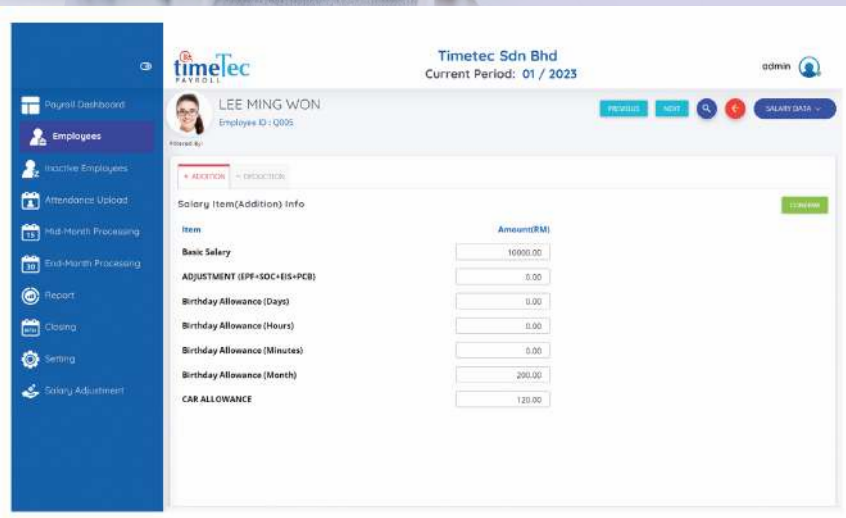 timeTec
PAYROLL
Timetec Sdn Bhd
Current Period: 01 / 2023
admin
Payroll Dashboard
Employees
Inactive Employees
Attendance Upload
Mid-Month Processing
End-Month Processing
Report
Closing
Setting
Salary Adjustment
LEE MING WON
Employee ID : Q005
Filtered By:
PREVIOUS
NEXT
SALARY DATA
+ ADDITION
- DEDUCTION
Salary Item(Addition) Info
CONFIRM
Item Amount(RM)
Basic Salary 10000.00
ADJUSTMENT (EPF+SOC+EIS+PCB) 0.00
Birthday Allowance (Days) 0.00
Birthday Allowance (Hours) 0.00
Birthday Allowance (Minutes) 0.00
Birthday Allowance (Month) 200.00
CAR ALLOWANCE 120.00